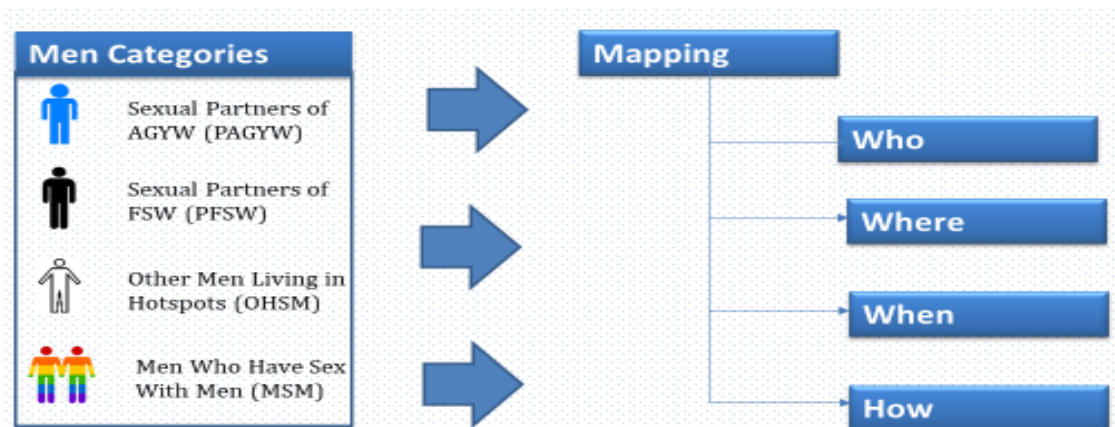 Men Categories
Sexual Partners of
AGYW (PAGYW)
Sexual Partners of
FSW (PFSW)
Other Men Living in
Hotspots (OHSM)
Men Who Have Sex
With Men (MSM)
Mapping
Who
Where
When
How